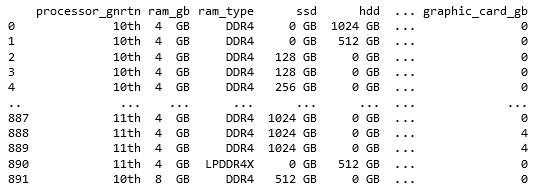 processor_gnrtn ram_gb ram_type ssd hdd ... graphic_card_gb
0 10th 4 GB DDR4 0 GB 1024 GB ... 0
1 10th 4 GB DDR4 0 GB 512 GB ... 0
2 10th 4 GB DDR4 128 GB 0 GB ... 0
3 10th 4 GB DDR4 128 GB 0 GB ... 0
4 10th 4 GB DDR4 256 GB 0 GB ... 0
.. ... ... ... ... ... ... ...
887 11th 4 GB DDR4 1024 GB 0 GB ... 0
888 11th 4 GB DDR4 1024 GB 0 GB ... 4
889 11th 4 GB DDR4 1024 GB 0 GB ... 4
890 11th 4 GB LPDDR4X 0 GB 512 GB ... 0
891 10th 8 GB DDR4 512 GB 0 GB ... 0